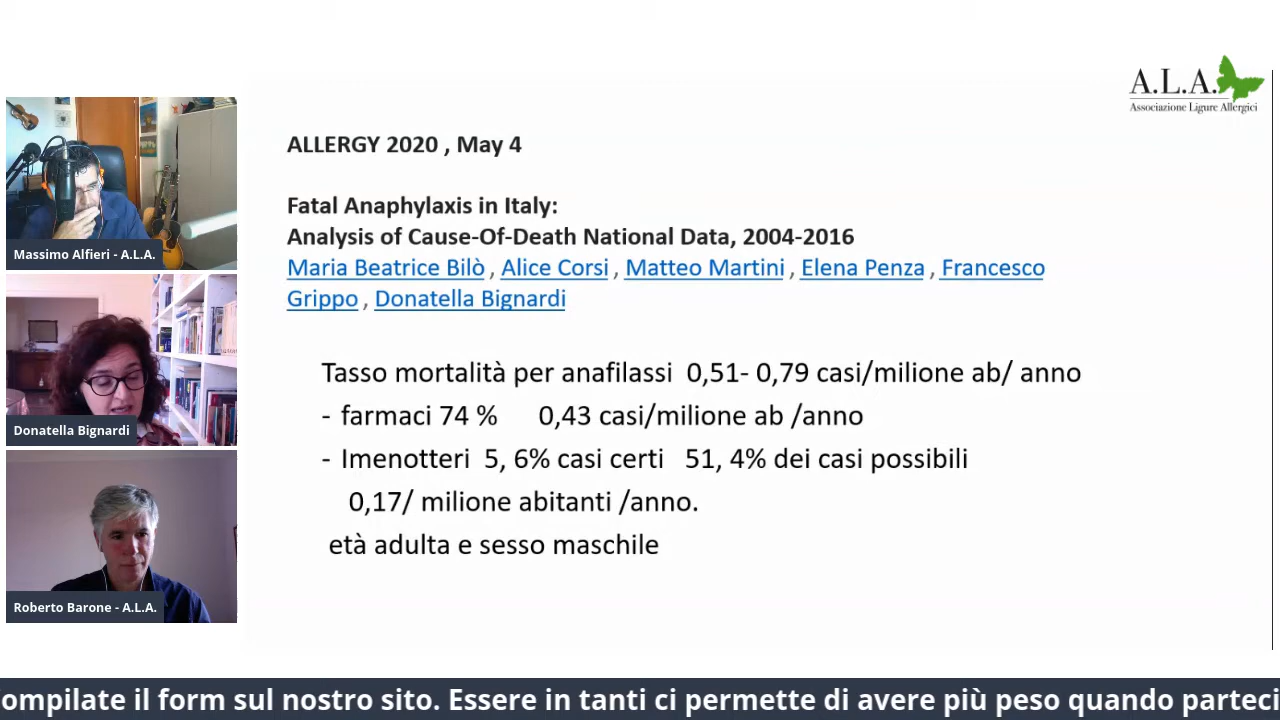 A.L.A.
Associazione Ligure Allergici
ALLERGY 2020 , May 4
Fatal Anaphylaxis in Italy:
Analysis of Cause-Of-Death National Data, 2004-2016
Maria Beatrice Bilò , Alice Corsi , Matteo Martini , Elena Penza , Francesco
Grippo , Donatella Bignardi
Tasso mortalità per anafilassi 0,51- 0,79 casi/milione ab/ anno
- farmaci 74 % 0,43 casi/milione ab /anno
- Imenotteri 5, 6% casi certi 51, 4% dei casi possibili
0,17/ milione abitanti /anno.
età adulta e sesso maschile
Massimo Alfieri - A.L.A.
Donatella Bignardi
Roberto Barone - A.L.A.
ompilate il form sul nostro sito. Essere in tanti ci permette di avere più peso quando parteci